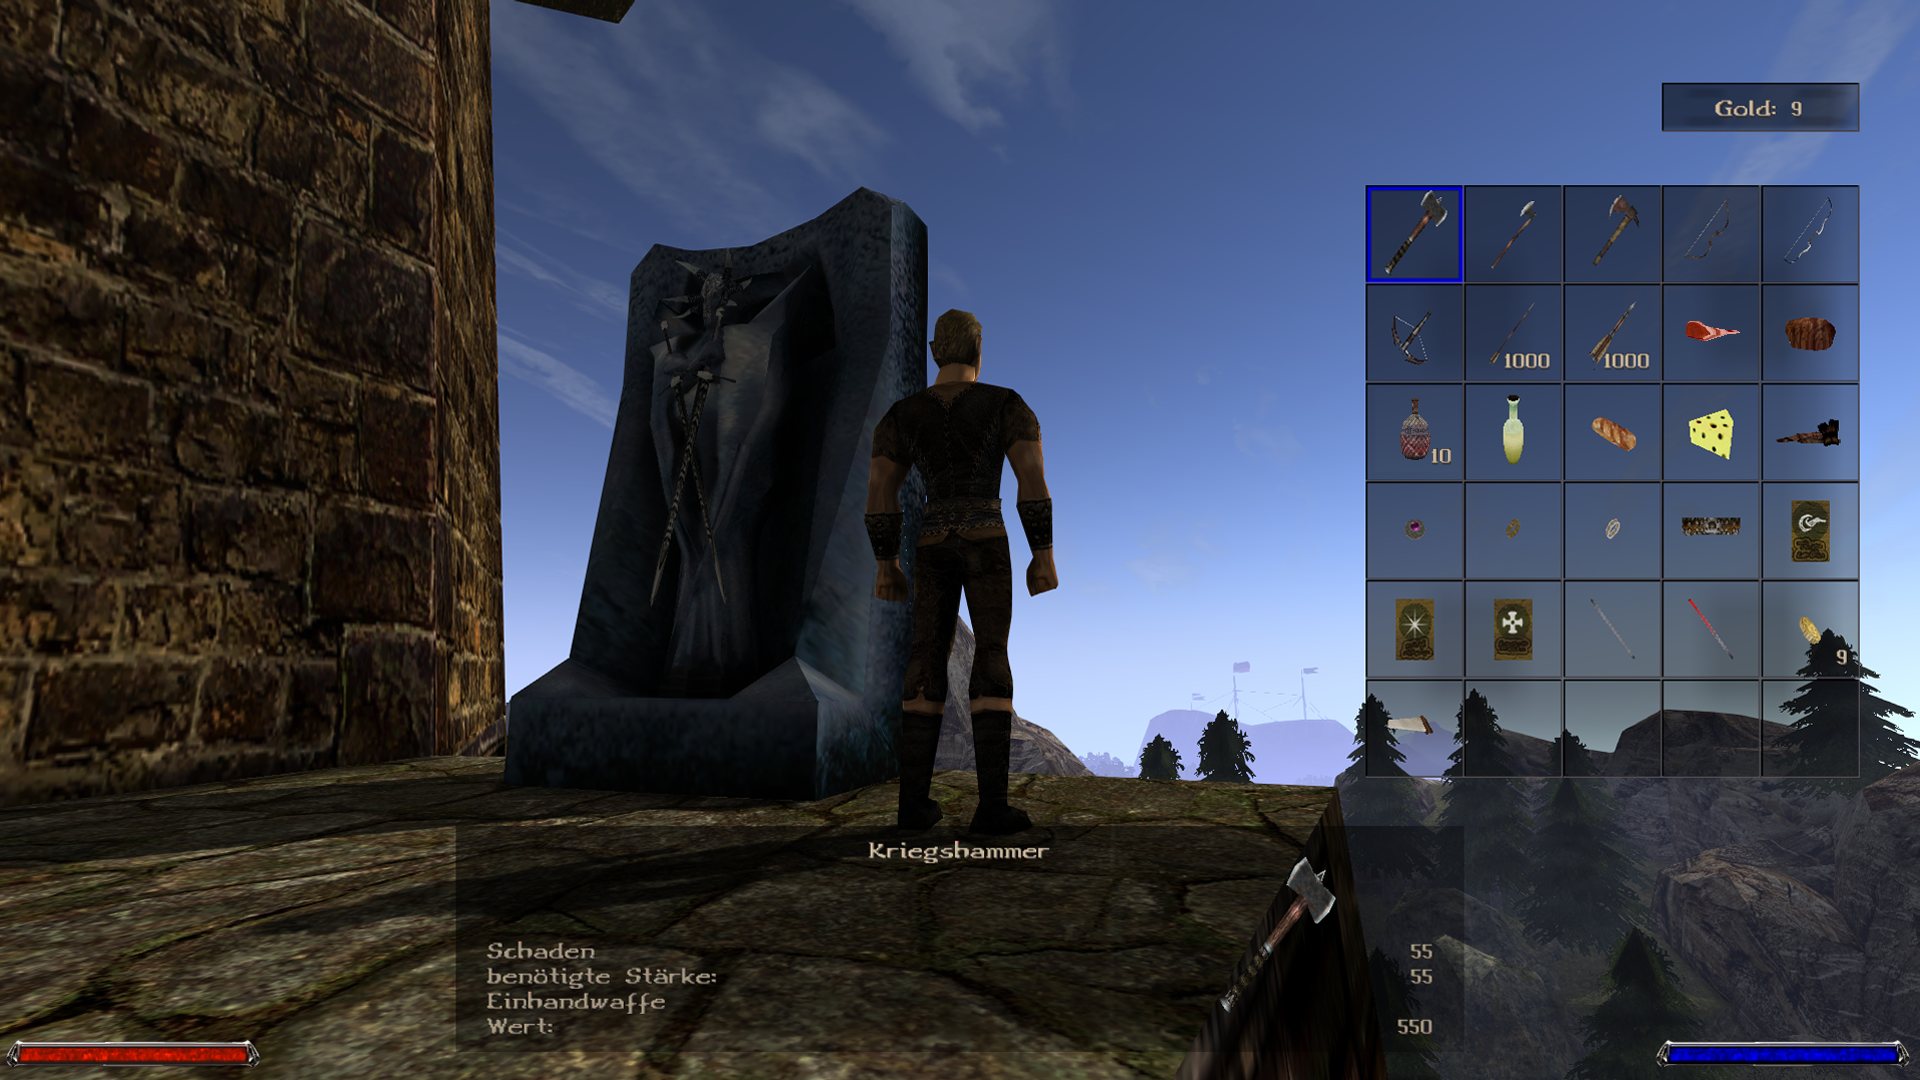 Gold: 9
1000
1000
10
9
Kriegshammer
Schaden 55
benötigte Stärke: 55
Einhandwaffe
Wert: 550